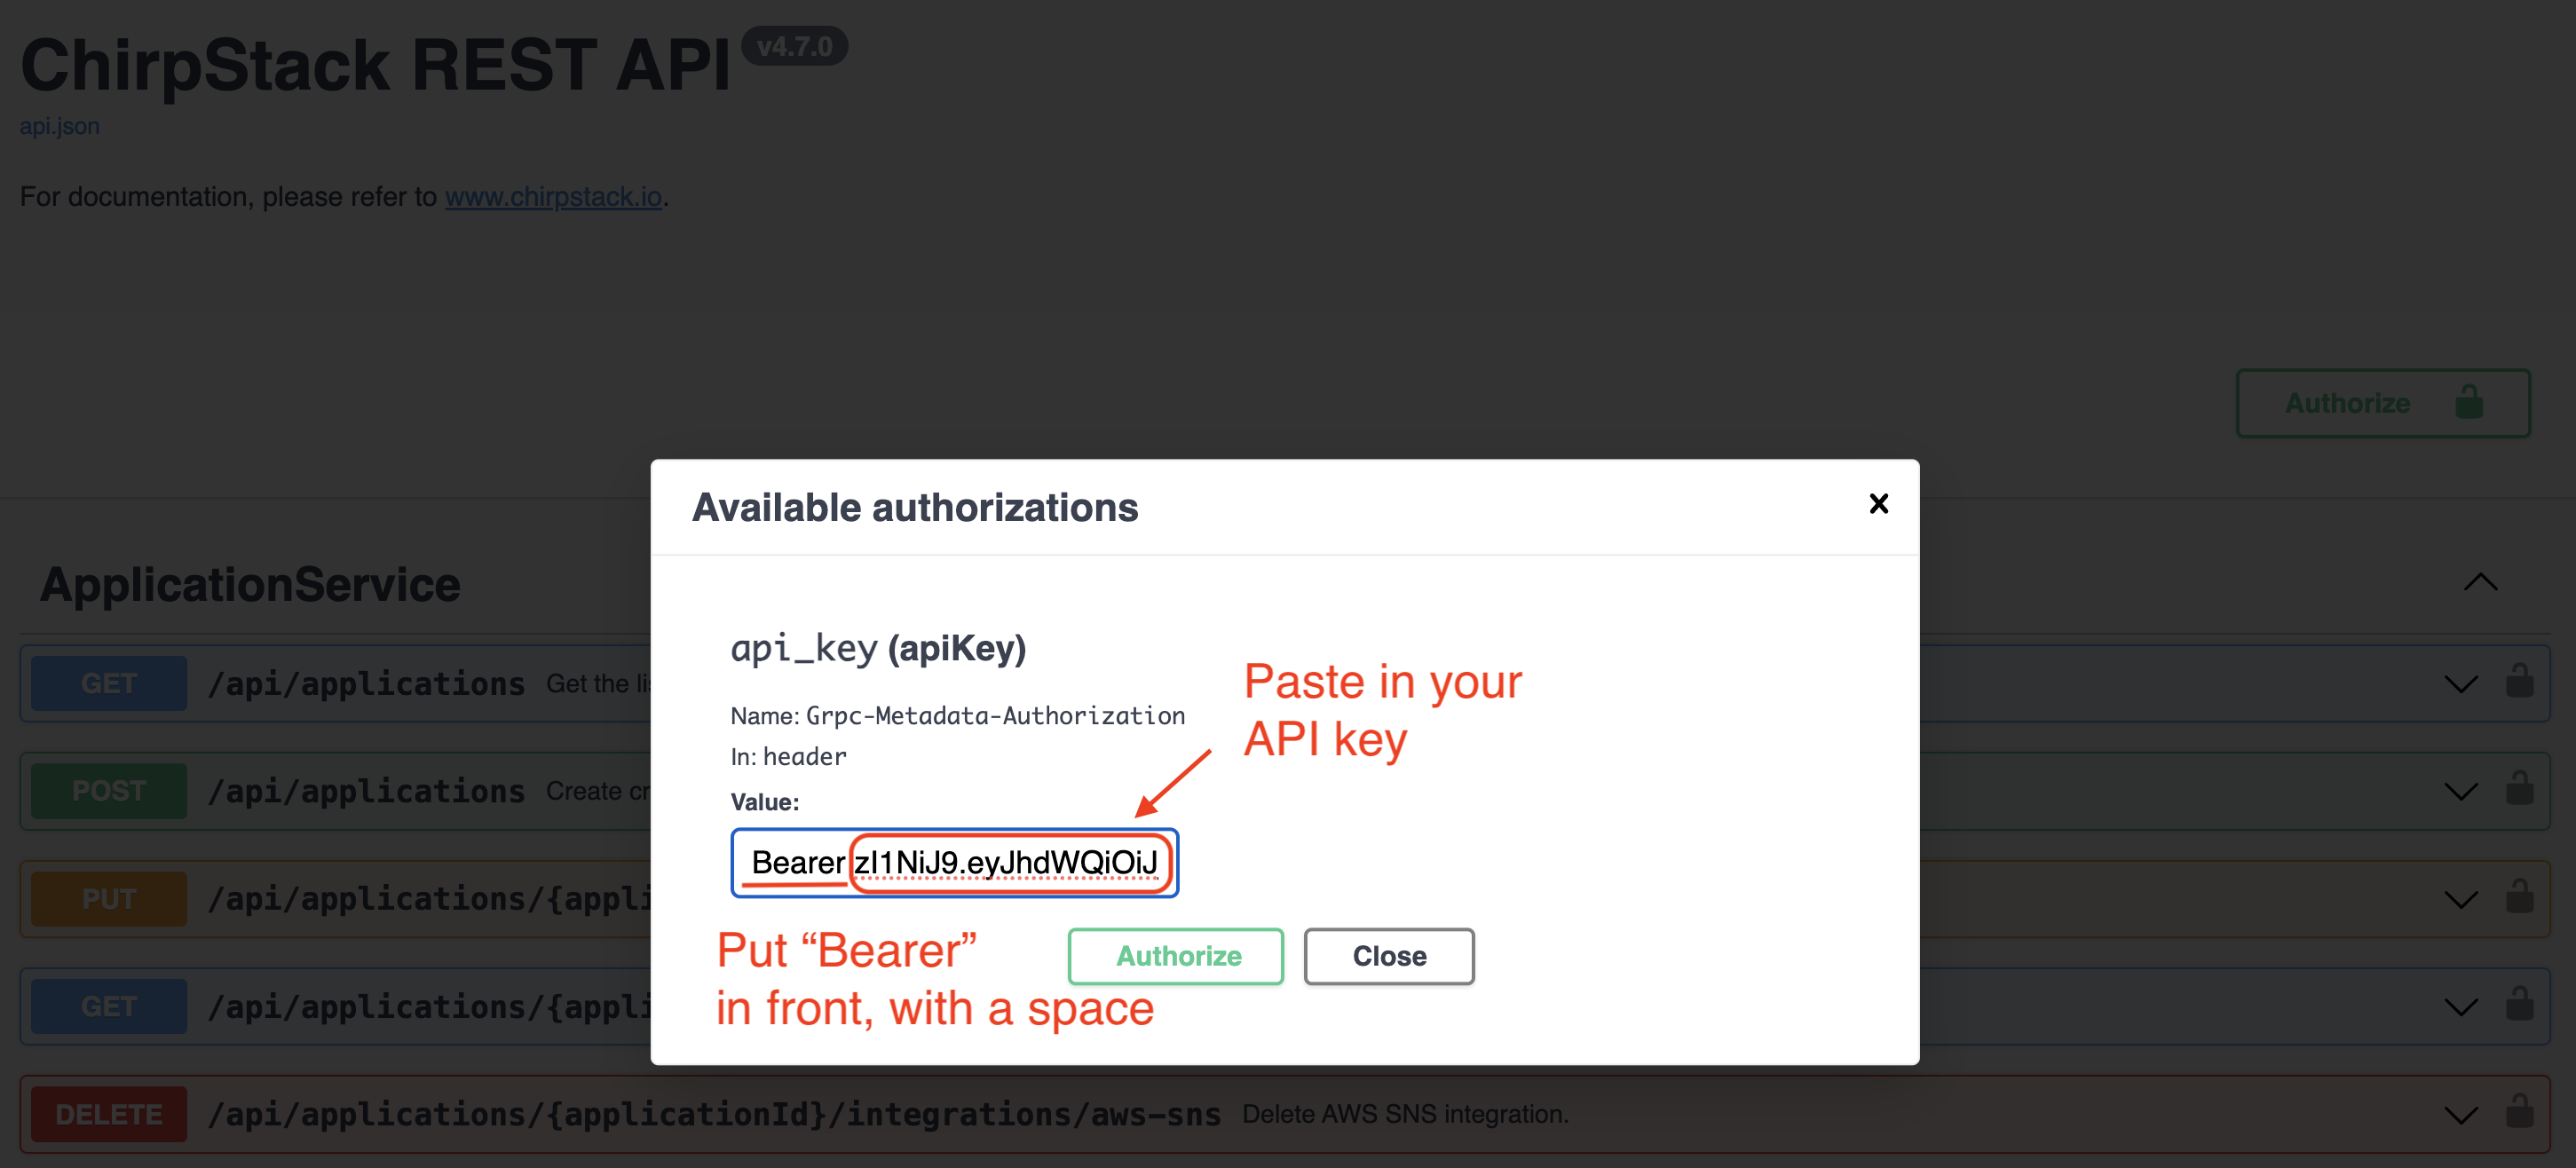 ChirpStack REST API v4.7.0
api.json
For documentation, please refer to www.chirpstack.io.
Authorize
Available authorizations
ApplicationService
api_key (apiKey)
Paste in your
API key
Name: Grpc-Metadata-Authorization
In: header
Value:
Bearer zI1NiJ9.eyJhdWQiOiJ
Put “Bearer”
in front, with a space
Authorize
Close
GET /api/applications Get the
POST /api/applications Create
PUT /api/applications/{appli
GET /api/applications/{appli
DELETE /api/applications/{applicationId}/integrations/aws-sns Delete AWS SNS integration.